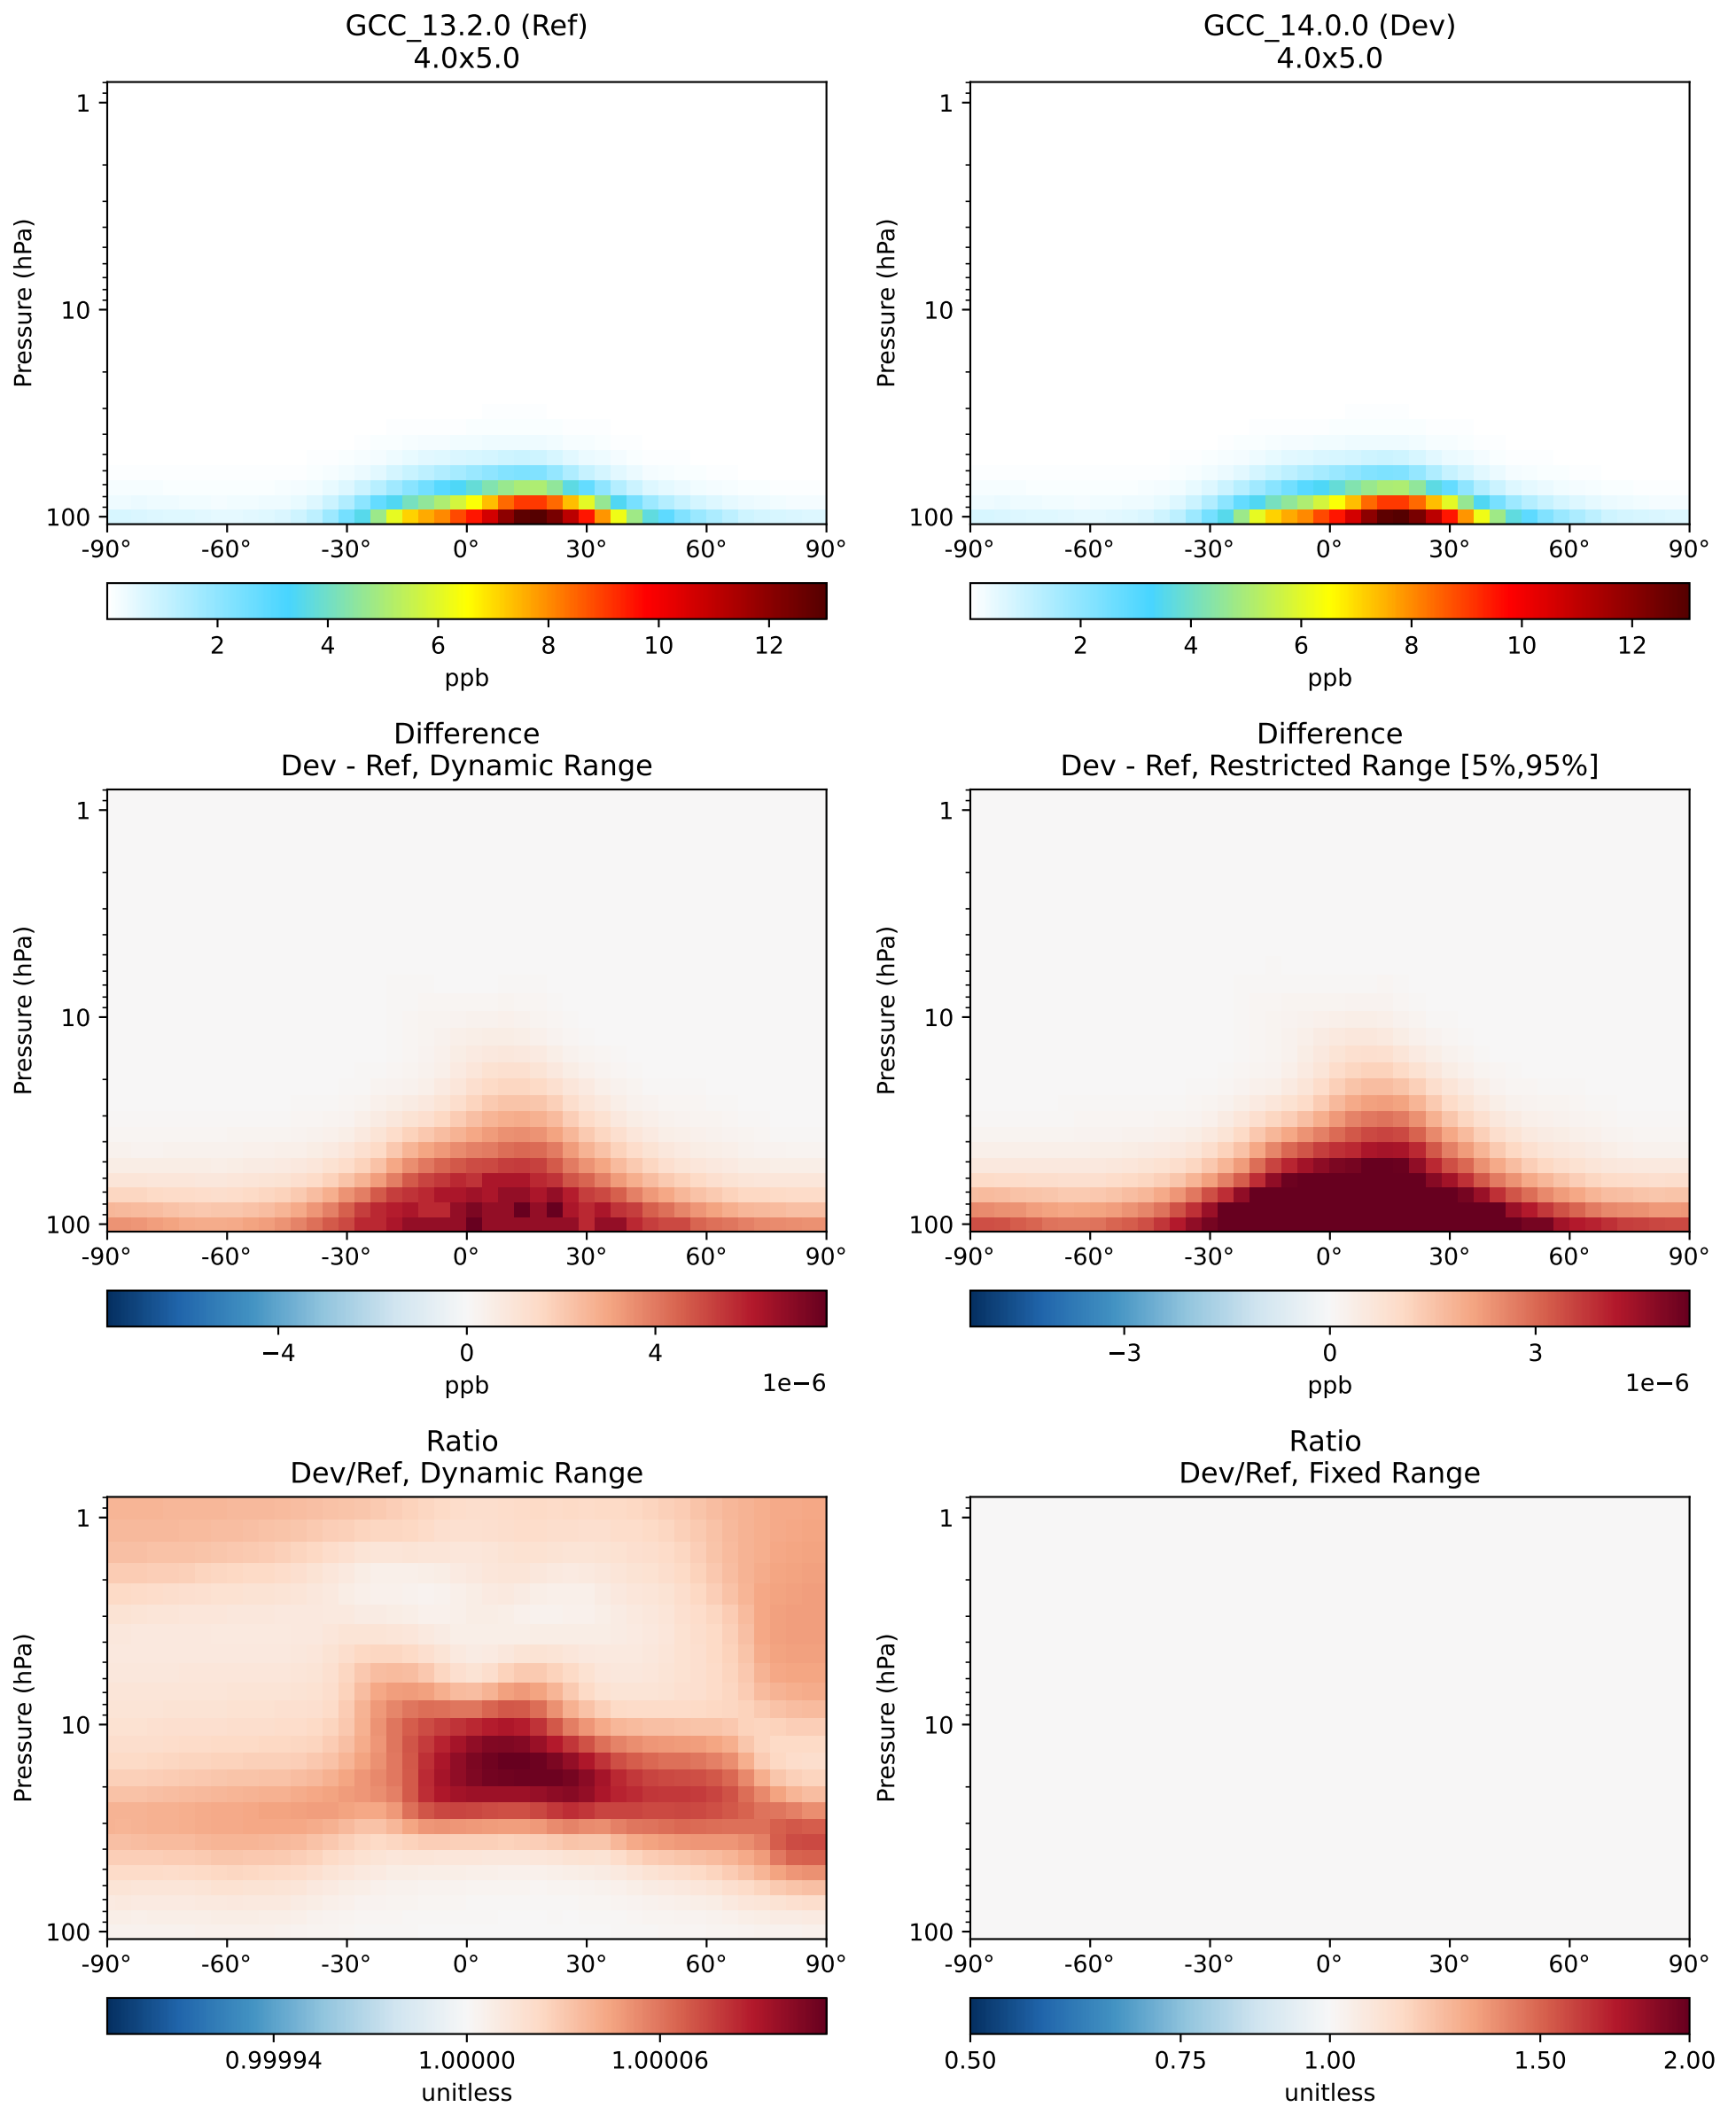 GCC_13.2.0 (Ref)
4.0x5.0
1
10
100
Pressure (hPa)
-90° -60° -30° 0° 30° 60° 90°
2 4 6 8 10 12
ppb
GCC_14.0.0 (Dev)
4.0x5.0
1
10
100
Pressure (hPa)
-90° -60° -30° 0° 30° 60° 90°
2 4 6 8 10 12
ppb
Difference
Dev - Ref, Dynamic Range
1
10
100
Pressure (hPa)
-90° -60° -30° 0° 30° 60° 90°
−4 0 4
ppb 1e−6
Difference
Dev - Ref, Restricted Range [5%,95%]
1
10
100
Pressure (hPa)
-90° -60° -30° 0° 30° 60° 90°
−3 0 3
ppb 1e−6
Ratio
Dev/Ref, Dynamic Range
1
10
100
Pressure (hPa)
-90° -60° -30° 0° 30° 60° 90°
0.99994 1.00000 1.00006
unitless
Ratio
Dev/Ref, Fixed Range
1
10
100
Pressure (hPa)
-90° -60° -30° 0° 30° 60° 90°
0.50 0.75 1.00 1.50 2.00
unitless